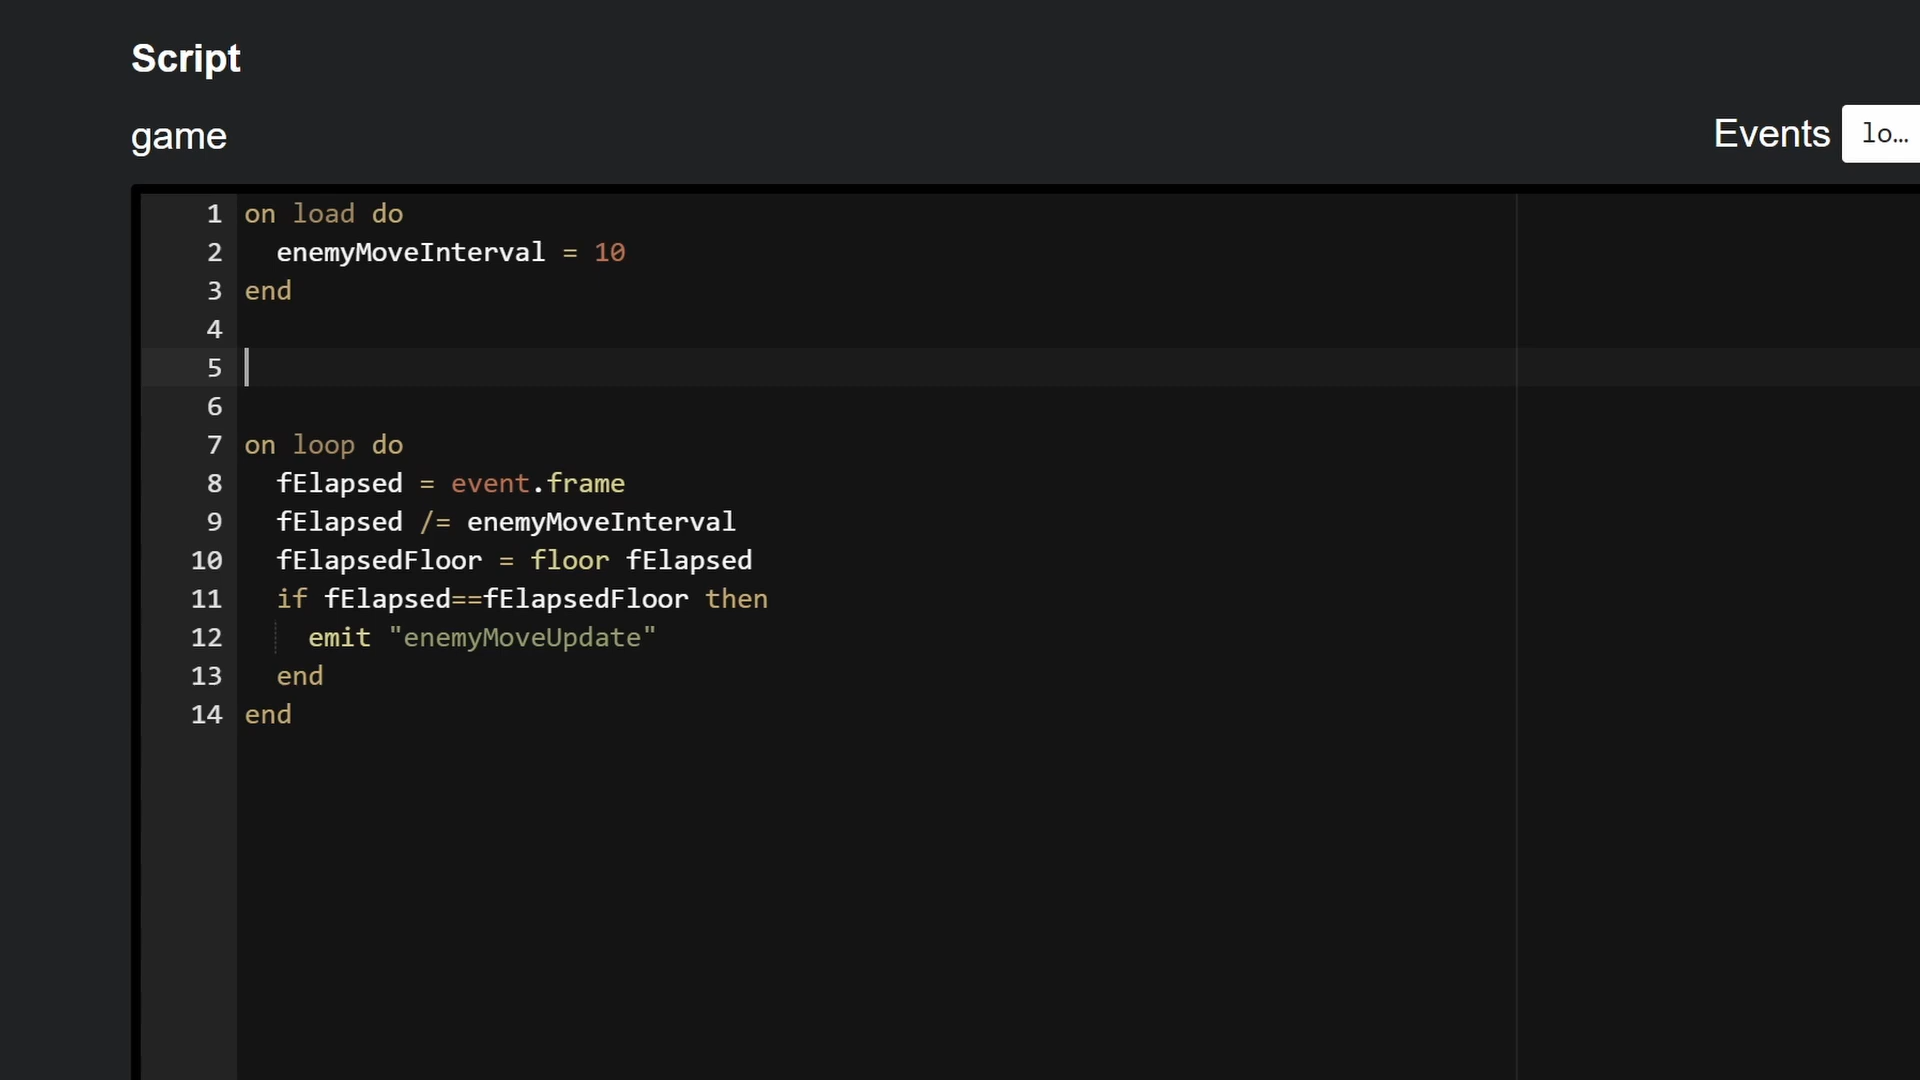 Script
game
Events lo…
1 on load do
2 enemyMoveInterval = 10
3 end
4
5
6
7 on loop do
8 fElapsed = event.frame
9 fElapsed /= enemyMoveInterval
10 fElapsedFloor = floor fElapsed
11 if fElapsed==fElapsedFloor then
12 emit "enemyMoveUpdate"
13 end
14 end